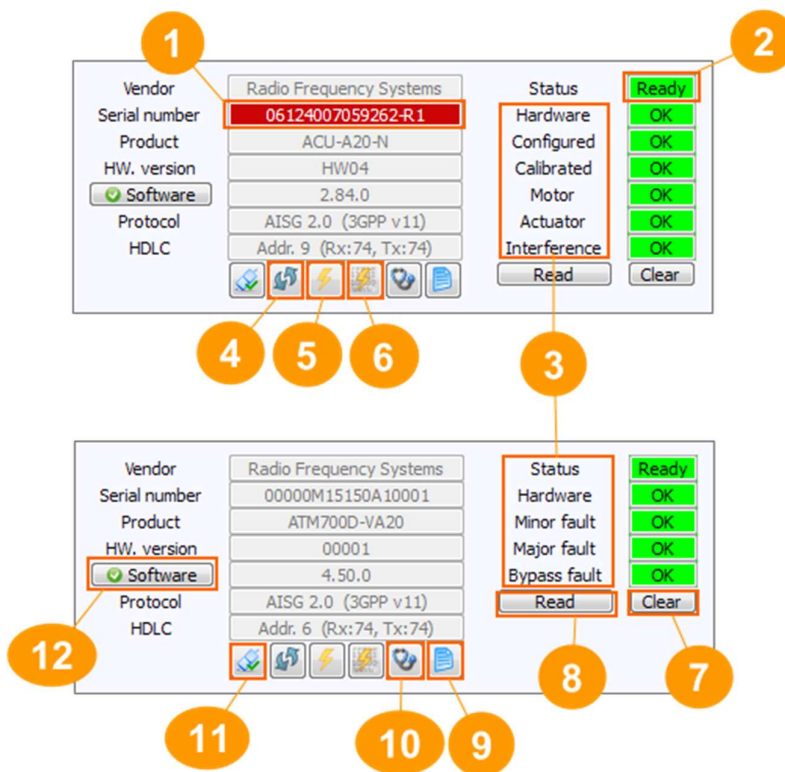 1
2
Vendor Radio Frequency Systems Status Ready
Serial number 06124007059262-R1 Hardware OK
Product ACU-A20-N Configured OK
HW. version HW04 Calibrated OK
Software 2.84.0 Motor OK
Protocol AISG 2.0 (3GPP v11) Actuator OK
HDLC Addr. 9 (Rx:74, Tx:74) Interference OK
Read Clear
4 5 6 3
Vendor Radio Frequency Systems Status Ready
Serial number 00000M15150A10001 Hardware OK
Product ATM700D-VA20 Minor fault OK
HW. version 00001 Major fault OK
Software 4.50.0 Bypass fault OK
Protocol AISG 2.0 (3GPP v11) Read Clear
HDLC Addr. 6 (Rx:74, Tx:74)
12 8 7
11 10 9